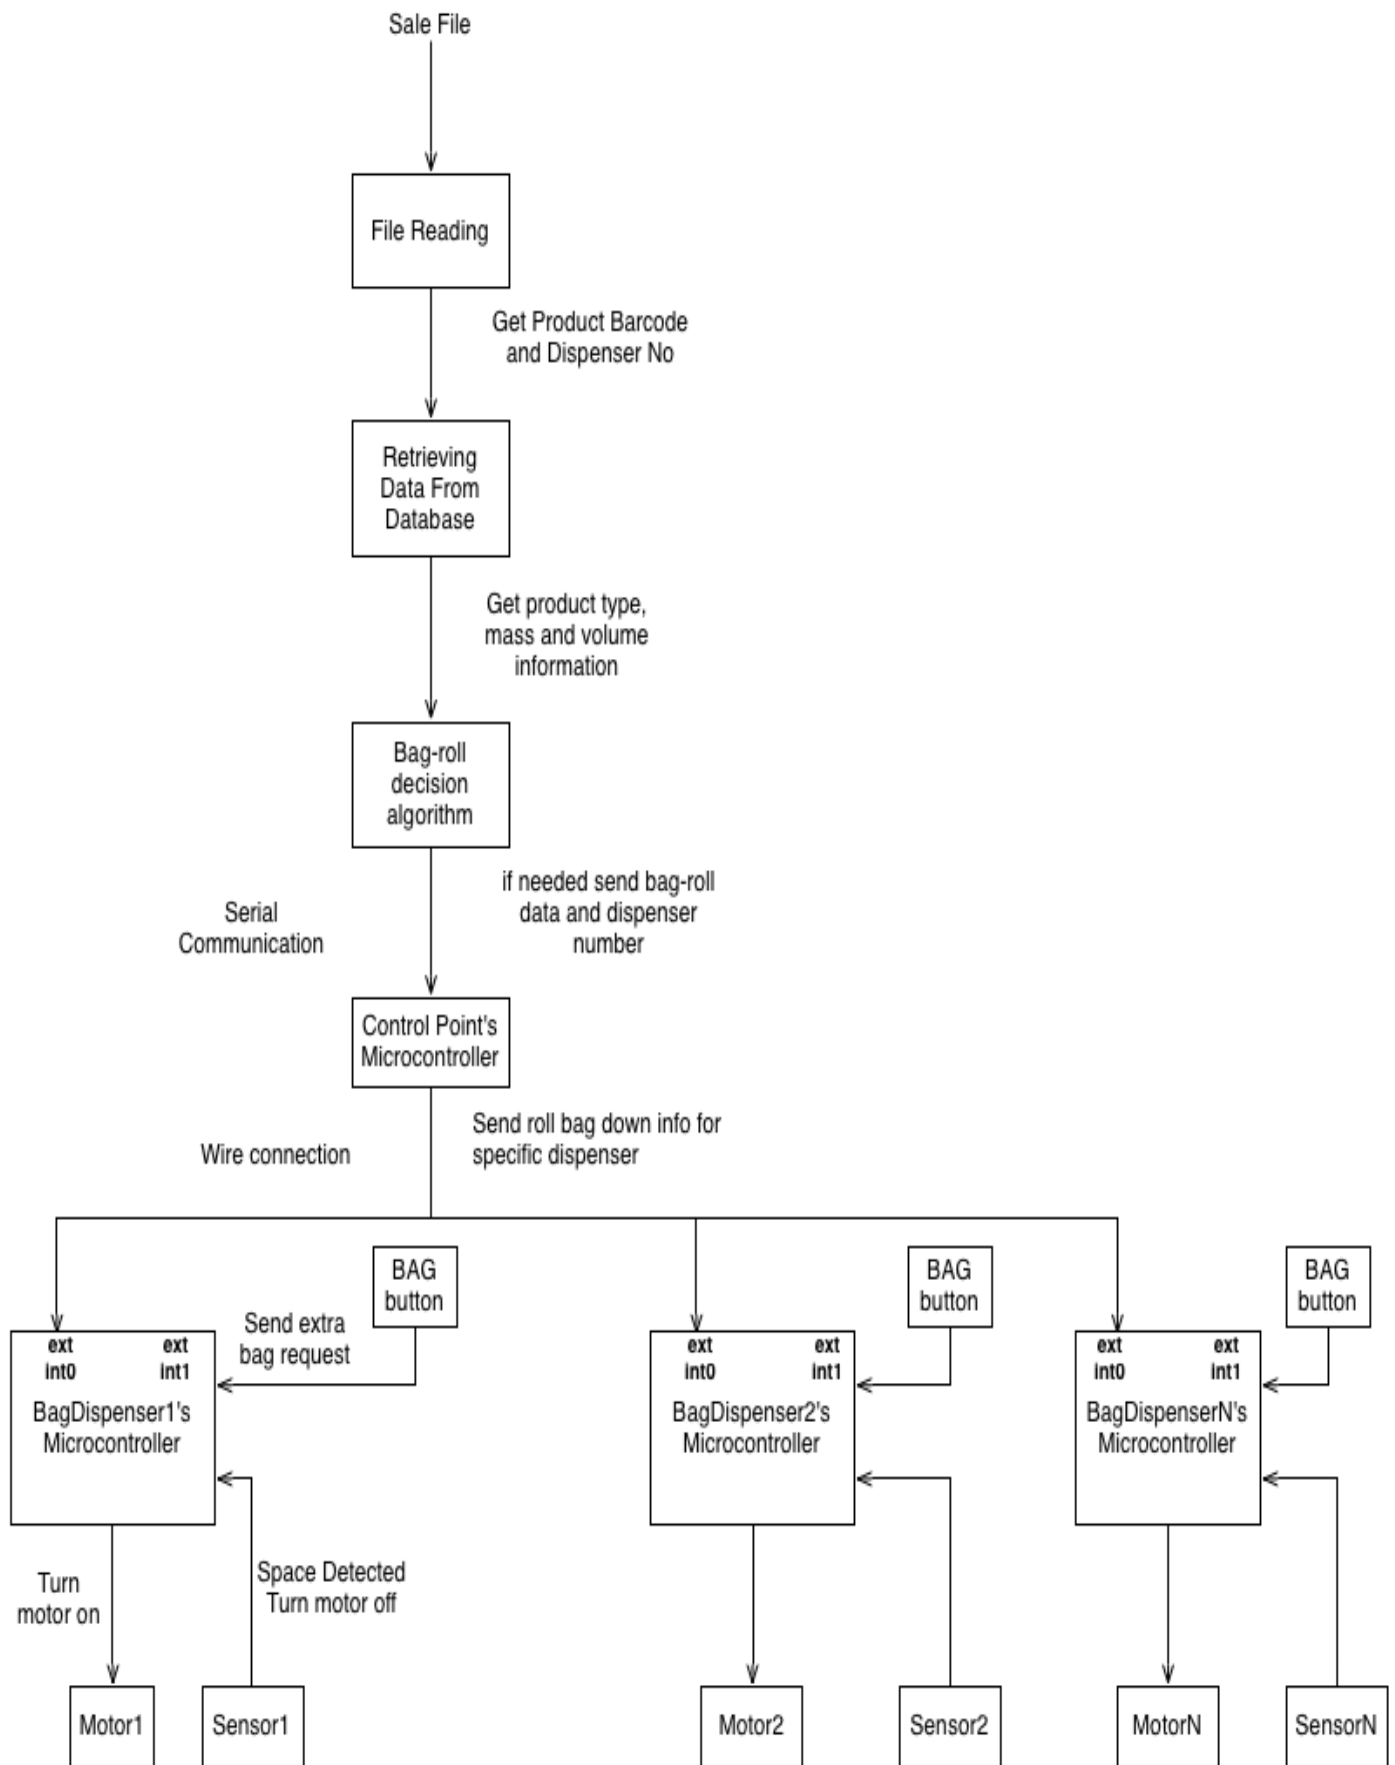 Sale File
File Reading
Get Product Barcode
and Dispenser No
Retrieving
Data From
Database
Get product type,
mass and volume
information
Bag-roll
decision
algorithm
if needed send bag-roll
data and dispenser
number
Serial
Communication
Control Point's
Microcontroller
Send roll bag down info for
specific dispenser
Wire connection
BAG
button
BAG
button
BAG
button
Send extra
bag request
ext
int0
ext
int1
BagDispenser1's
Microcontroller
ext
int0
ext
int1
BagDispenser2's
Microcontroller
ext
int0
ext
int1
BagDispenserN's
Microcontroller
Turn
motor on
Space Detected
Turn motor off
Motor1
Sensor1
Motor2
Sensor2
MotorN
SensorN